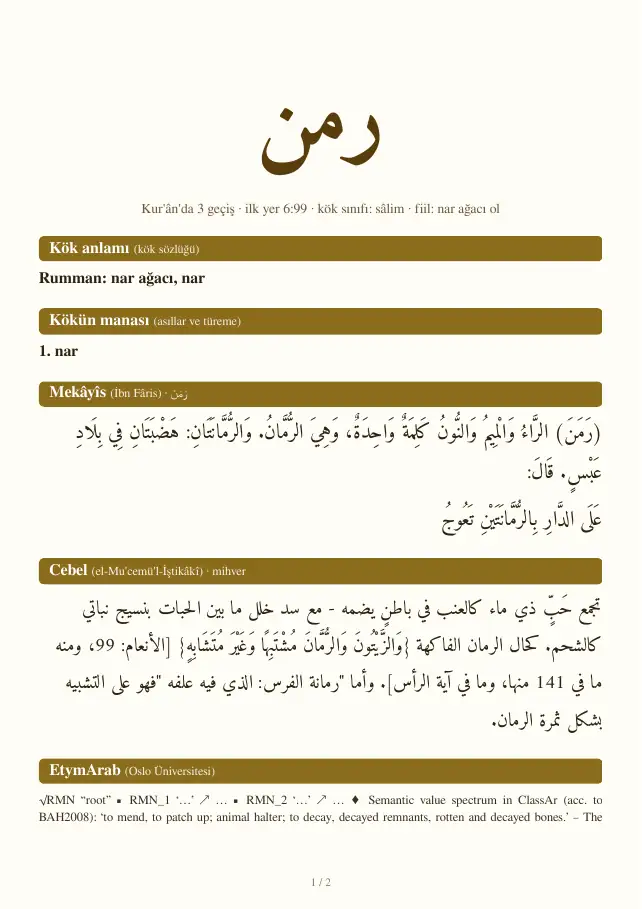 رمن
Kur'ân'da 3 geçiş · ilk yer 6:99 · kök sınıfı: sâlim · fiil: nar ağacı ol
Kök anlamı (kök sözlüğü)
Rumman: nar ağacı, nar
Kökün manası (asıllar ve türeme)
1. nar
Mekâyîs (İbn Fâris) · رَمَنَ
(رَمَنَ) الرَّاءُ وَالْمِيمُ وَالنُّونُ كَلِمَةٌ وَاحِدَةٌ، وَهِيَ الرُّمَّانُ. وَالرُّمَّانَتَانِ: هَضْبَتَانِ فِي بِلَادِ
عَبْسٍ. قَالَ:
عَلَى الدَّارِ بِالرُّمَّانَتَيْنِ تَعُوجُ
Cebel (el-Mu'cemü'l-İştikâkî) · mihver
تجمع حَبٍّ ذي ماء كالعنب في باطنٍ يضمه - مع سد خلل ما بين الحبات بنسيج نباتي
كالشحم. كحال الرمان الفاكهة {وَالزَّيْتُونَ وَالرُّمَّانَ مُشْتَبِهًا وَغَيْرَ مُتَشَابِهٍ} [الأنعام: 99، ومنه
ما في 141 منها، وما في آية الرأس]. وأما "رمانة الفرس: الذي فيه علفه "فهو على التشبيه
بشكل ثمرة الرمان.
EtymArab (Oslo Üniversitesi)
√RMN “root” ▪ RMN_1 ‘…’ ↗ … ▪ RMN_2 ‘…’ ↗ … ♦ Semantic value spectrum in ClassAr (acc. to
BAH2008): ‘to mend, to patch up; animal halter; to decay, decayed remnants, rotten and decayed bones.’ – The
1 / 2